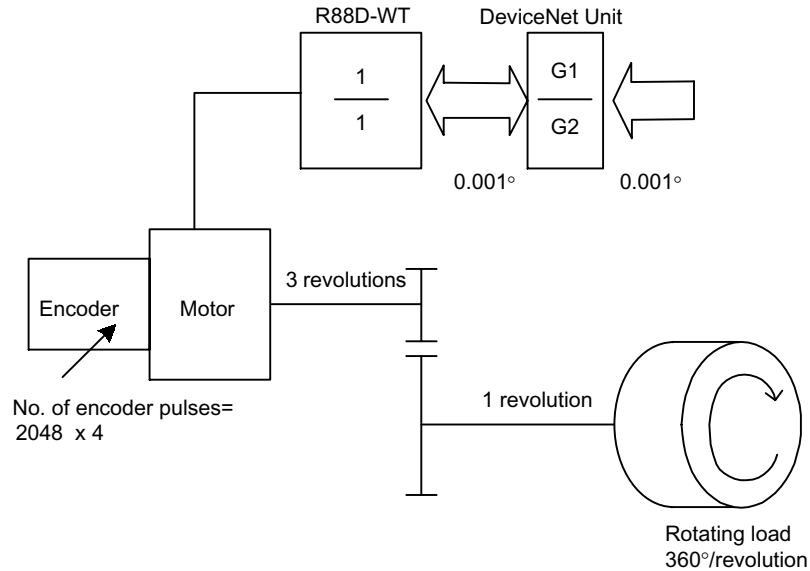 R88D-WT
DeviceNet Unit
1
1
G1
G2
0.001°
0.001°
3 revolutions
Encoder
Motor
No. of encoder pulses=
2048 x 4
1 revolution
Rotating load
360°/revolution